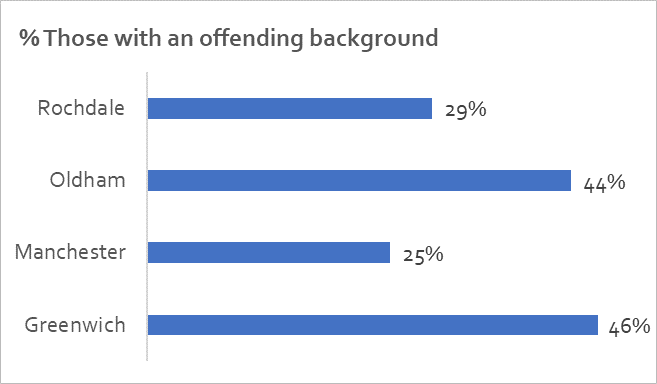 % Those with an offending background
Rochdale 29%
Oldham 44%
Manchester 25%
Greenwich 46%